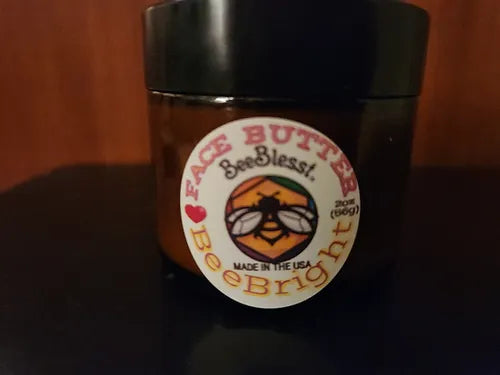 FACE BUTTER
BeeBlesst.
2oz
(56g)
MADE IN THE USA
BeeBright